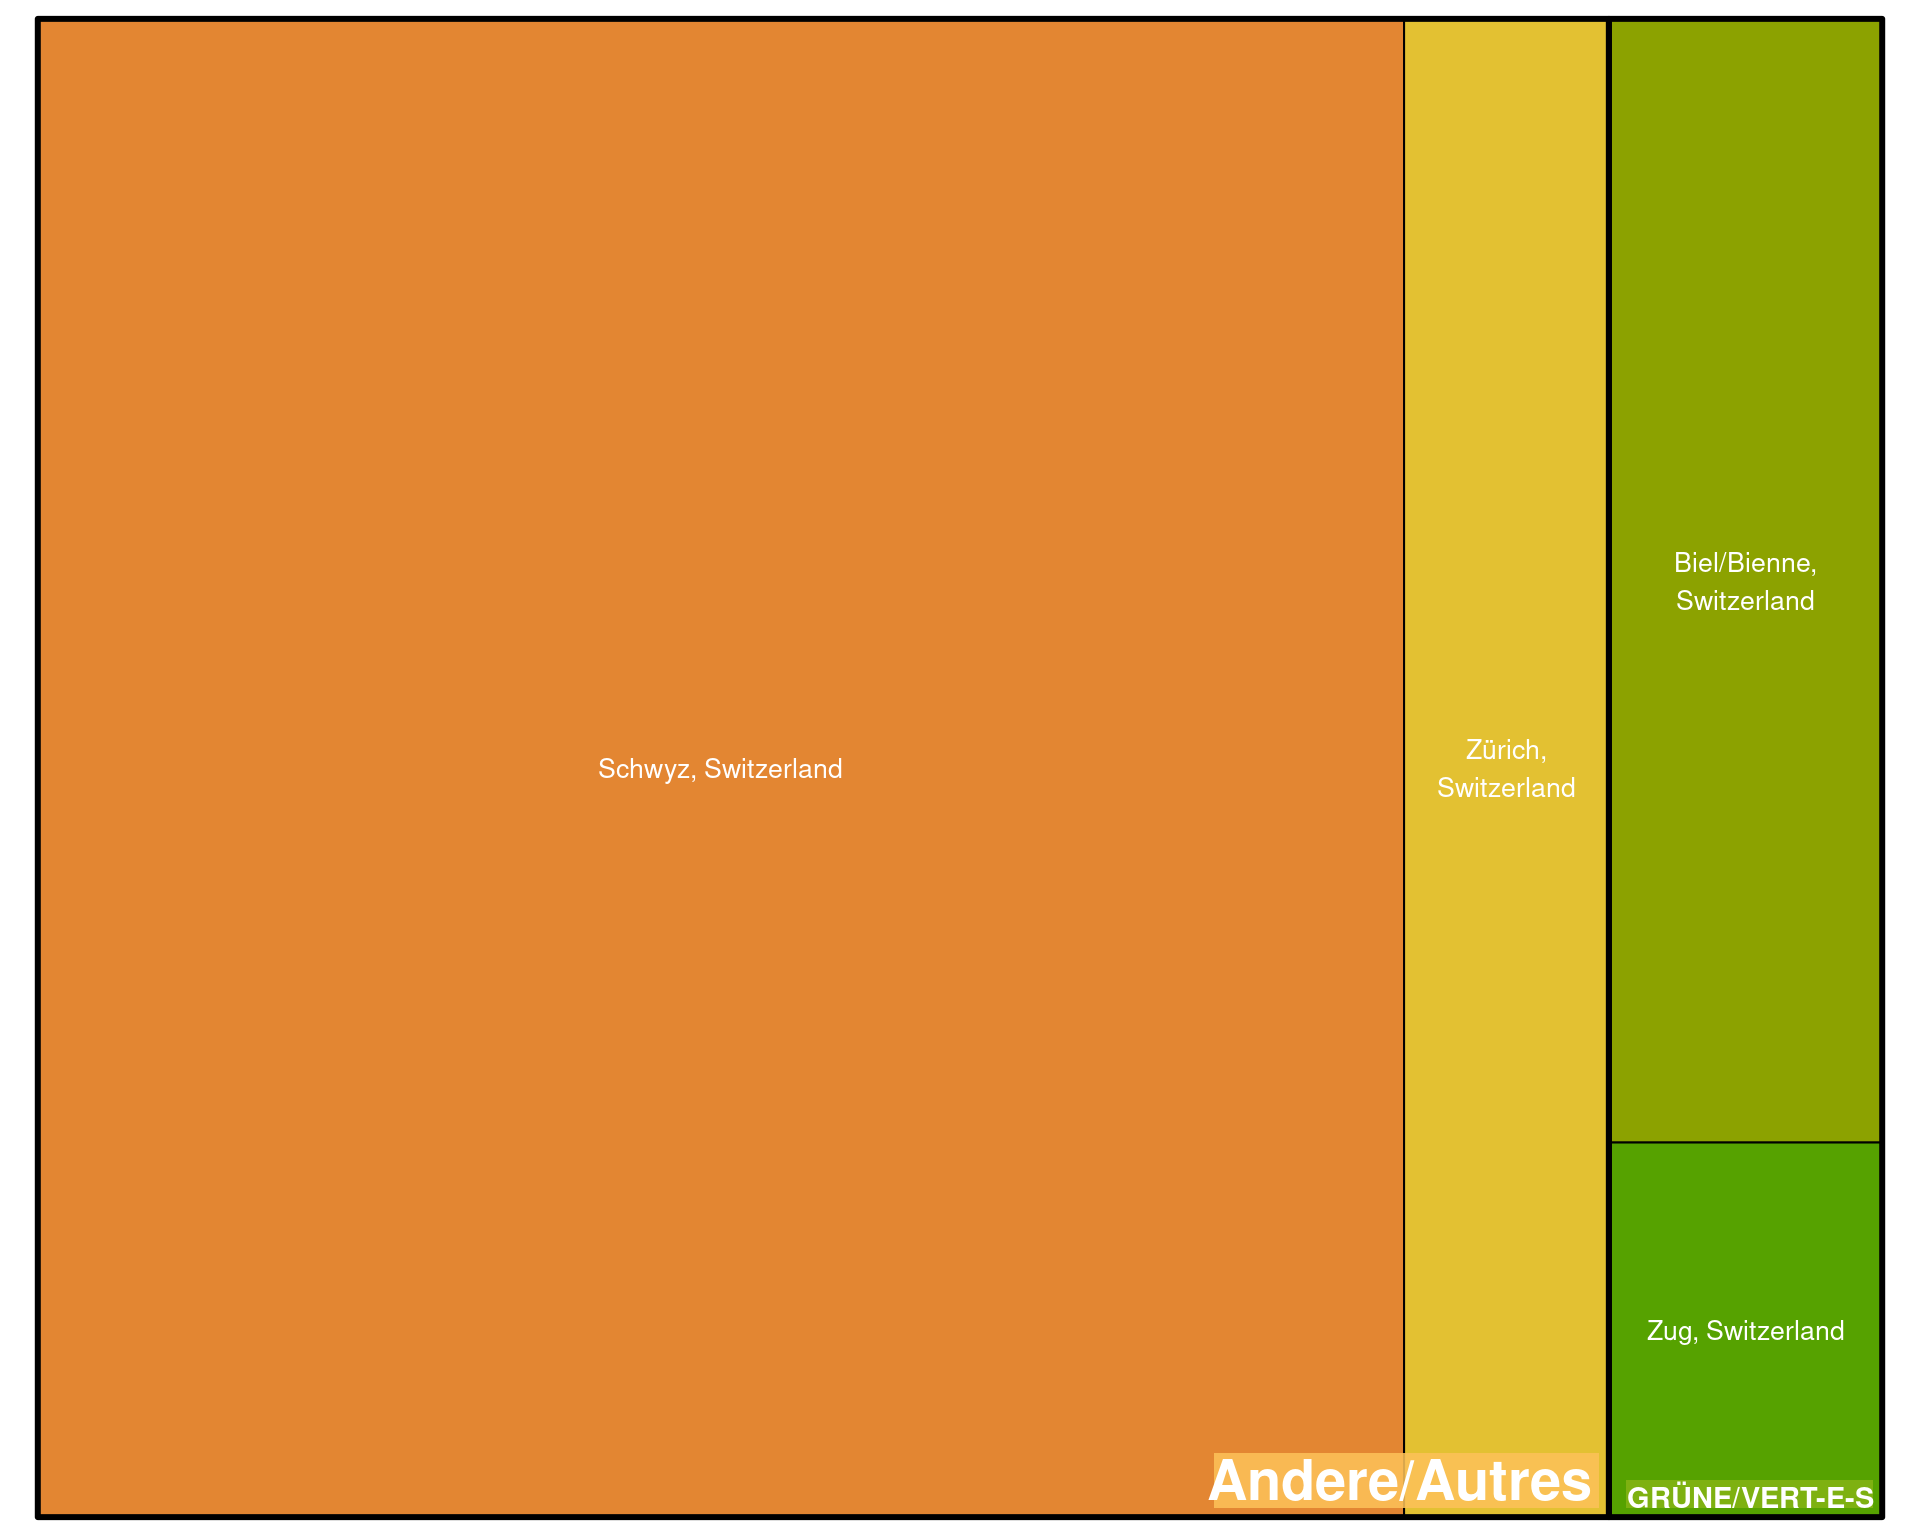 Schwyz, Switzerland
Zürich,
Switzerland
Biel/Bienne,
Switzerland
Zug, Switzerland
Andere/Autres
GRÜNE/VERT-E-S